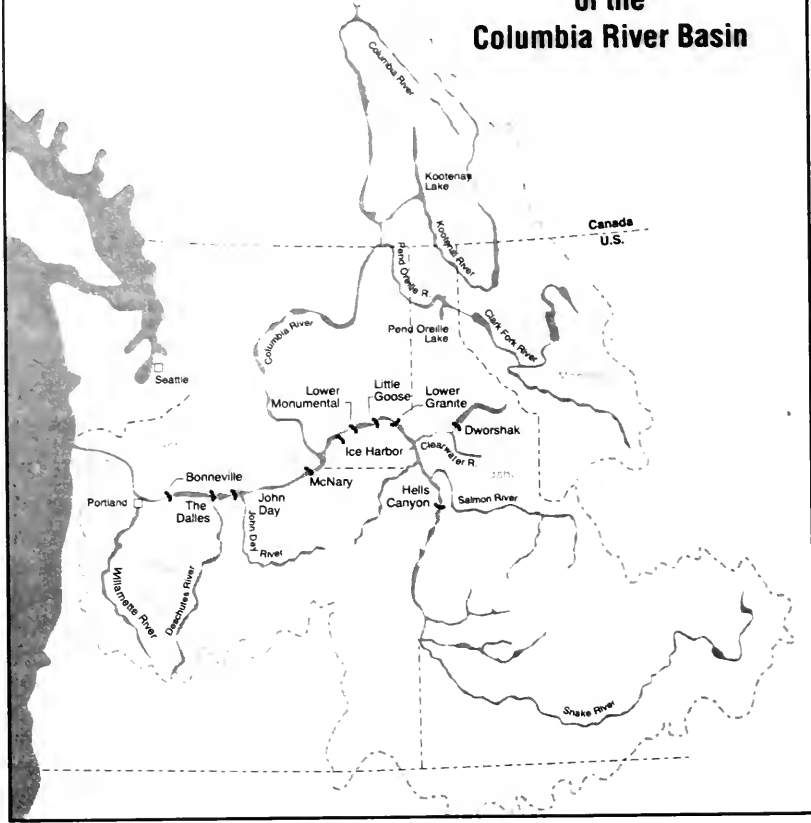 of the
Columbia River Basin
Columbia River
Kootenay
Lake
Kootenai River
Canada
U.S.
Pend Oreille R.
Pend Oreille
Lake
Clark Fork River
Columbia River
Seattle
Lower
Monumental
Little
Goose
Lower
Granite
Dworshak
Ice Harbor
Clearwater R.
McNary
Bonneville
Portland
The
Dalles
John
Day
John Day
River
Hells
Canyon
Salmon River
Willamette River
Deschutes River
Snake River